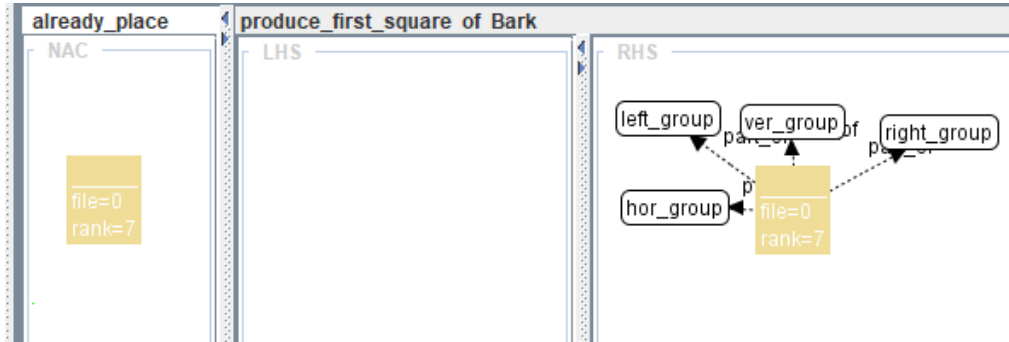 already_place
produce_first_square of Bark
NAC
LHS
RHS
left_group
ver_group
right_group
hor_group
file=0
rank=7
file=0
rank=7